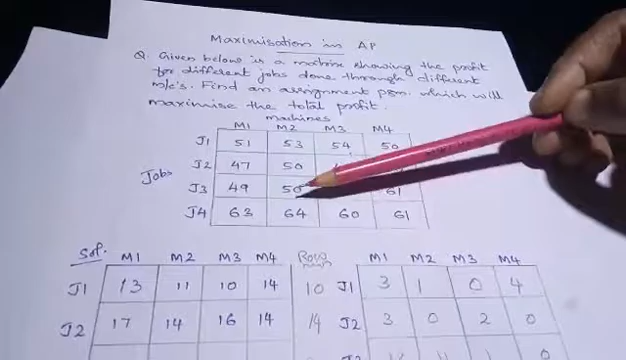 Maximisation in AP
Q. Given below is a matrix showing the profit
for different jobs done through different
m/c's. Find an assignment pgm. which will
maximise the total profit.
machines
M1 M2 M3 M4
J1 51 53 54 50
J2 47 50
Jobs
J3 49 50 61
J4 63 64 60 61
Sol.
M1 M2 M3 M4 Row
J1 13 11 10 14 10
J2 17 14 16 14 14
M1 M2 M3 M4
J1 3 1 0 4
J2 3 0 2 0